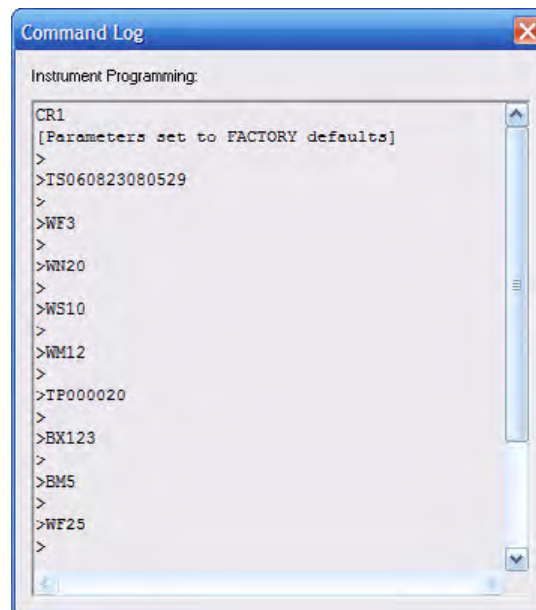 Command Log
Instrument Programming:
CR1
[Parameters set to FACTORY defaults]
>
>TS060823080529
>
>WF3
>
>WN20
>
>WS10
>
>WM12
>
>TP000020
>
>BX123
>
>BM5
>
>WF25
>